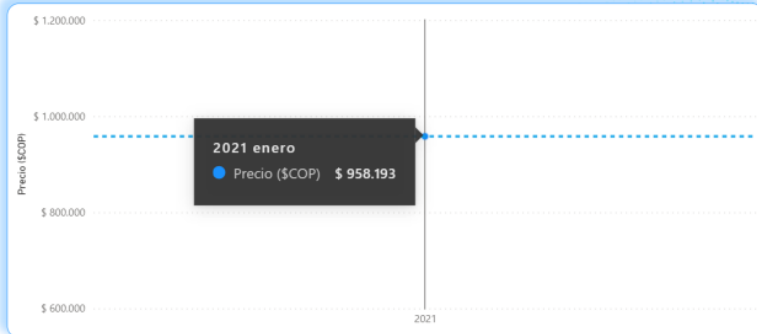 $ 1.200.000
$ 1.000.000
Precio ($COP)
2021 enero
Precio ($COP) $ 958.193
$ 800.000
$ 600.000
2021